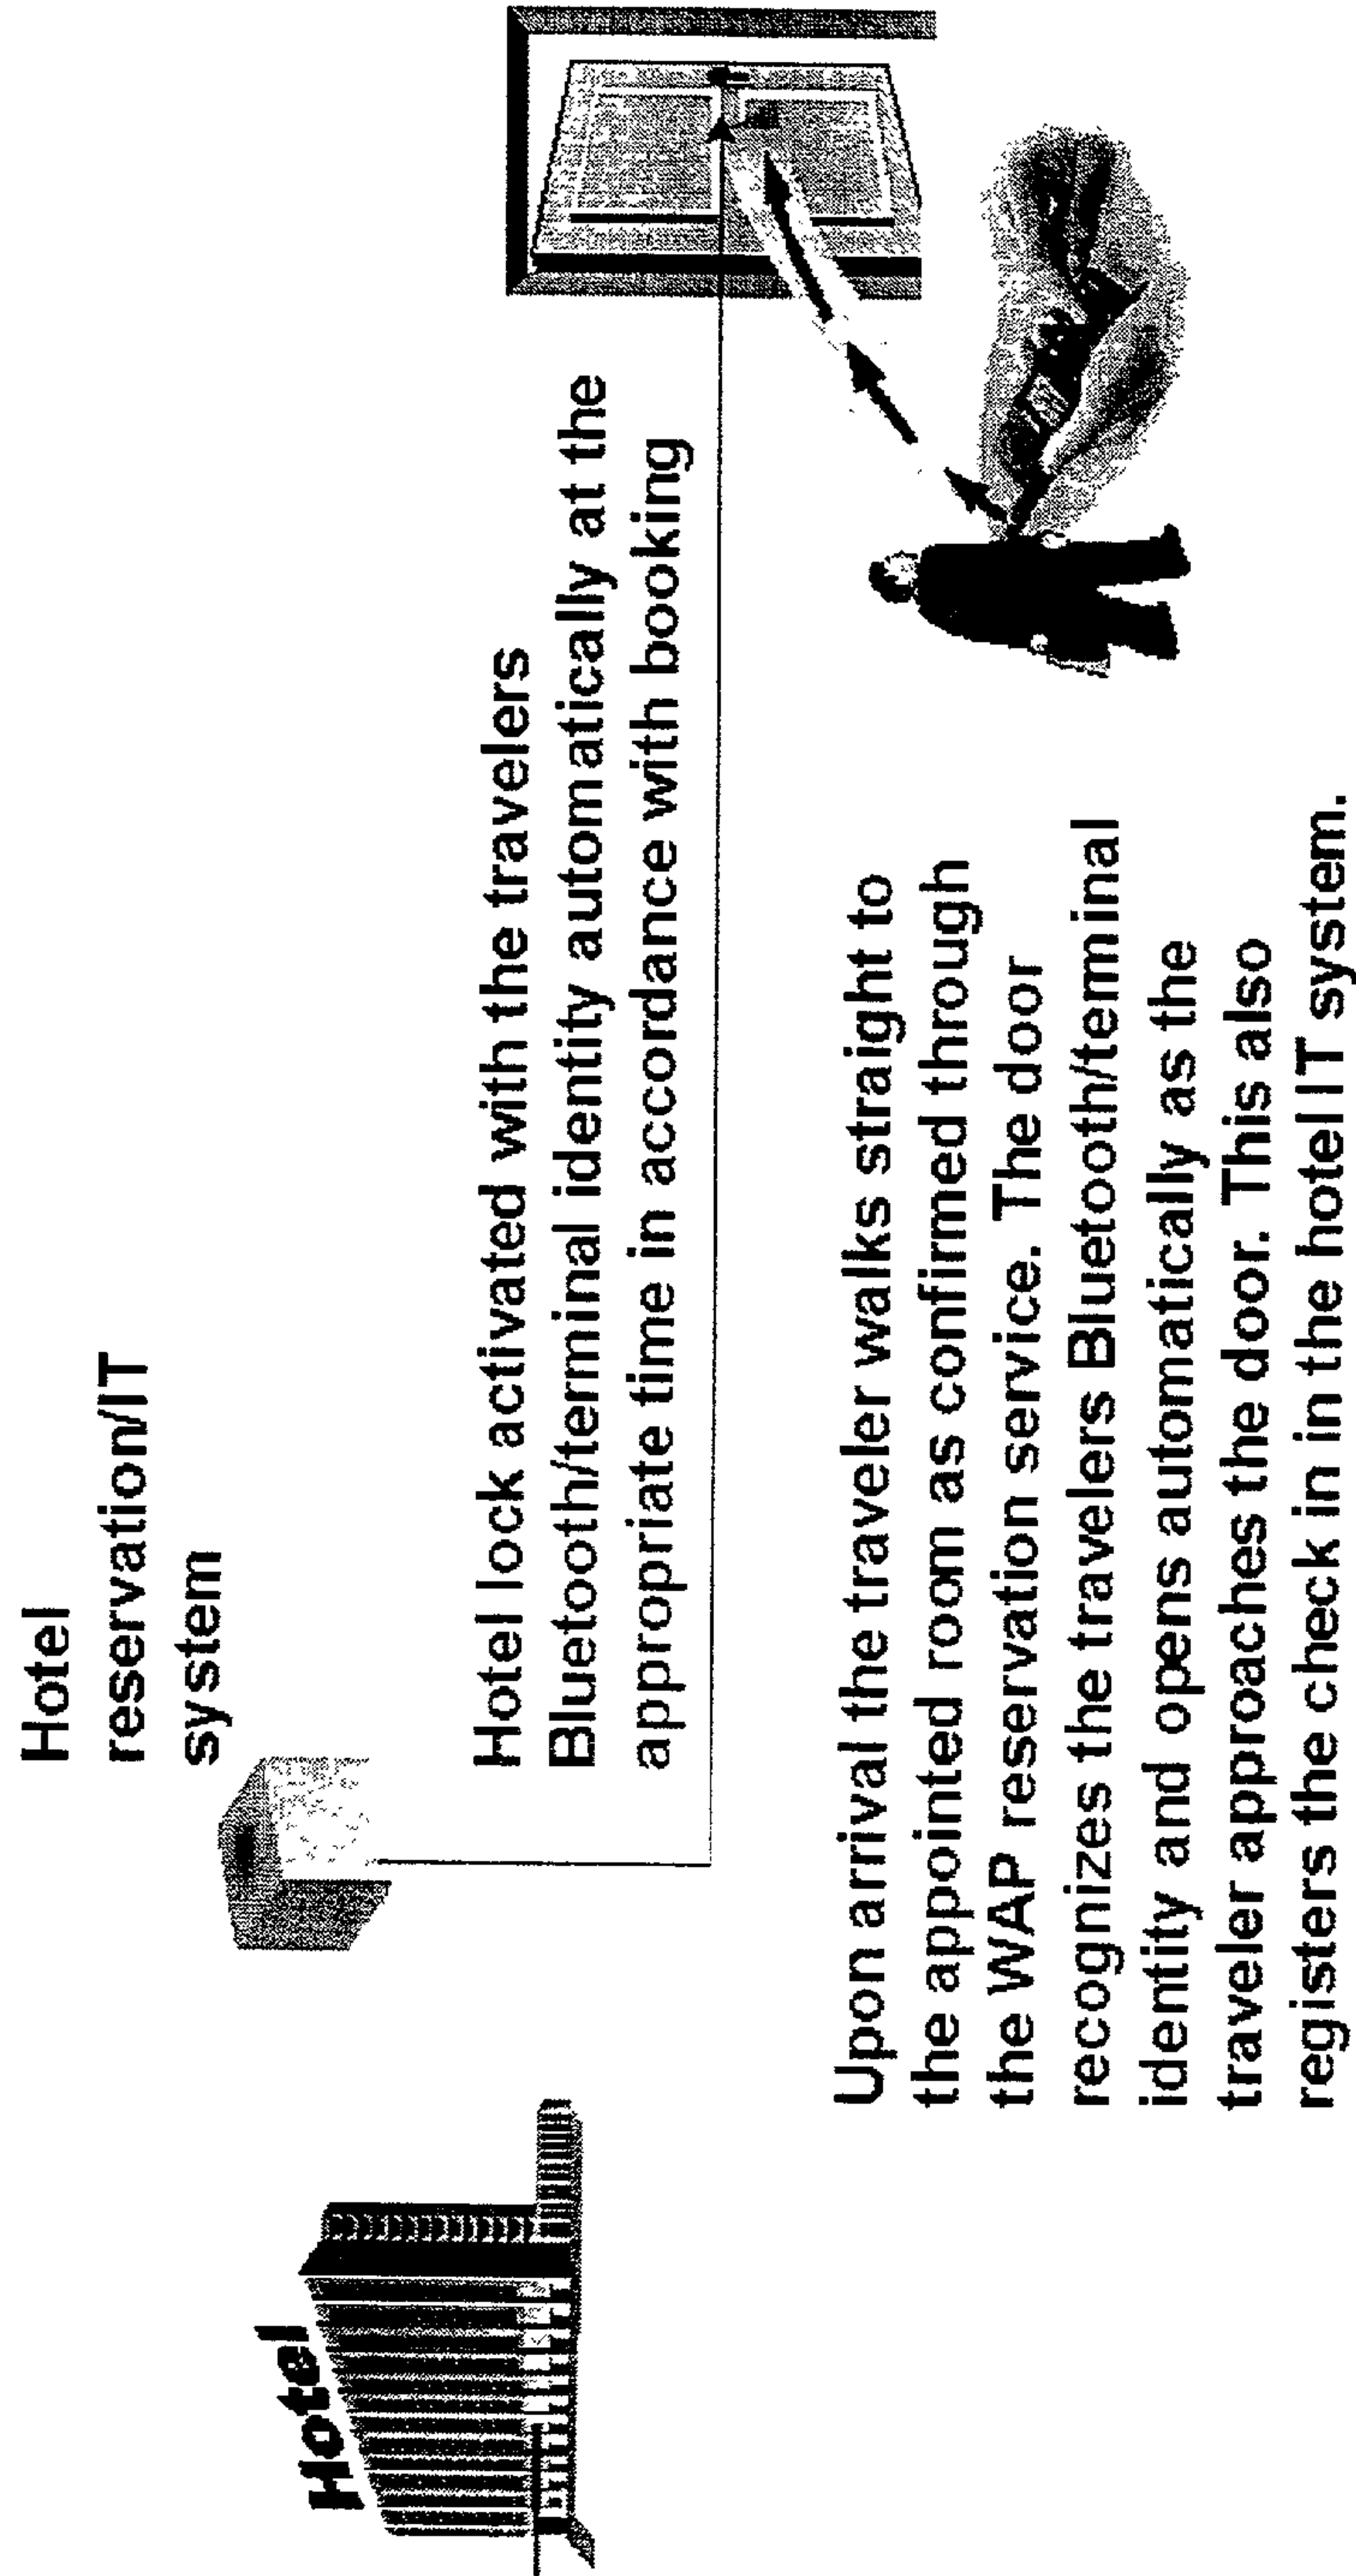 Hotel
reservation/IT
system
Hotel
Hotel lock activated with the travelers
Bluetooth/terminal identity automatically at the
appropriate time in accordance with booking
Upon arrival the traveler walks straight to
the appointed room as confirmed through
the WAP reservation service. The door
recognizes the travelers Bluetooth/terminal
identity and opens automatically as the
traveler approaches the door. This also
registers the check in in the hotel IT system.